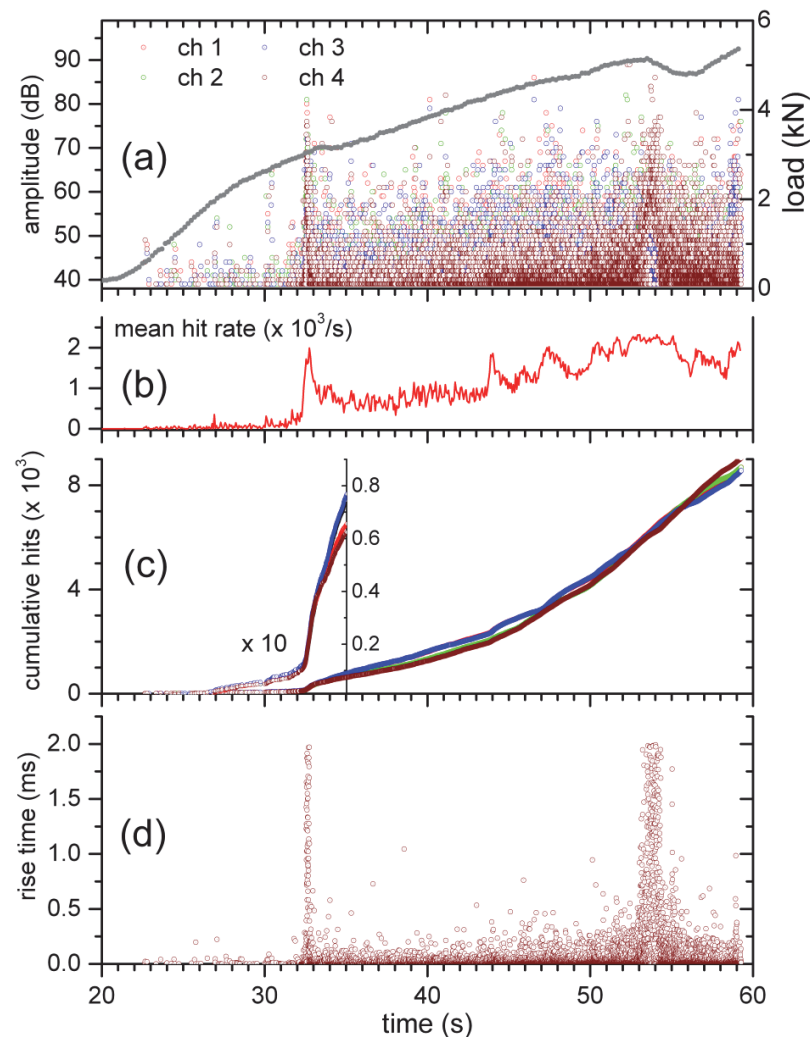 6
90
ch 1 ch 3
ch 2 ch 4
80
4
70
(a)
amplitude (dB)
load (kN)
60
2
50
40
0
mean hit rate (x 10³/s)
2
(b)
1
0
8
0.8
(c)
0.6
cumulative hits (x 10³)
4
0.4
x 10
0.2
0
2.0
1.5
(d)
rise time (ms)
1.0
0.5
0.0
20 30 40 50 60
time (s)